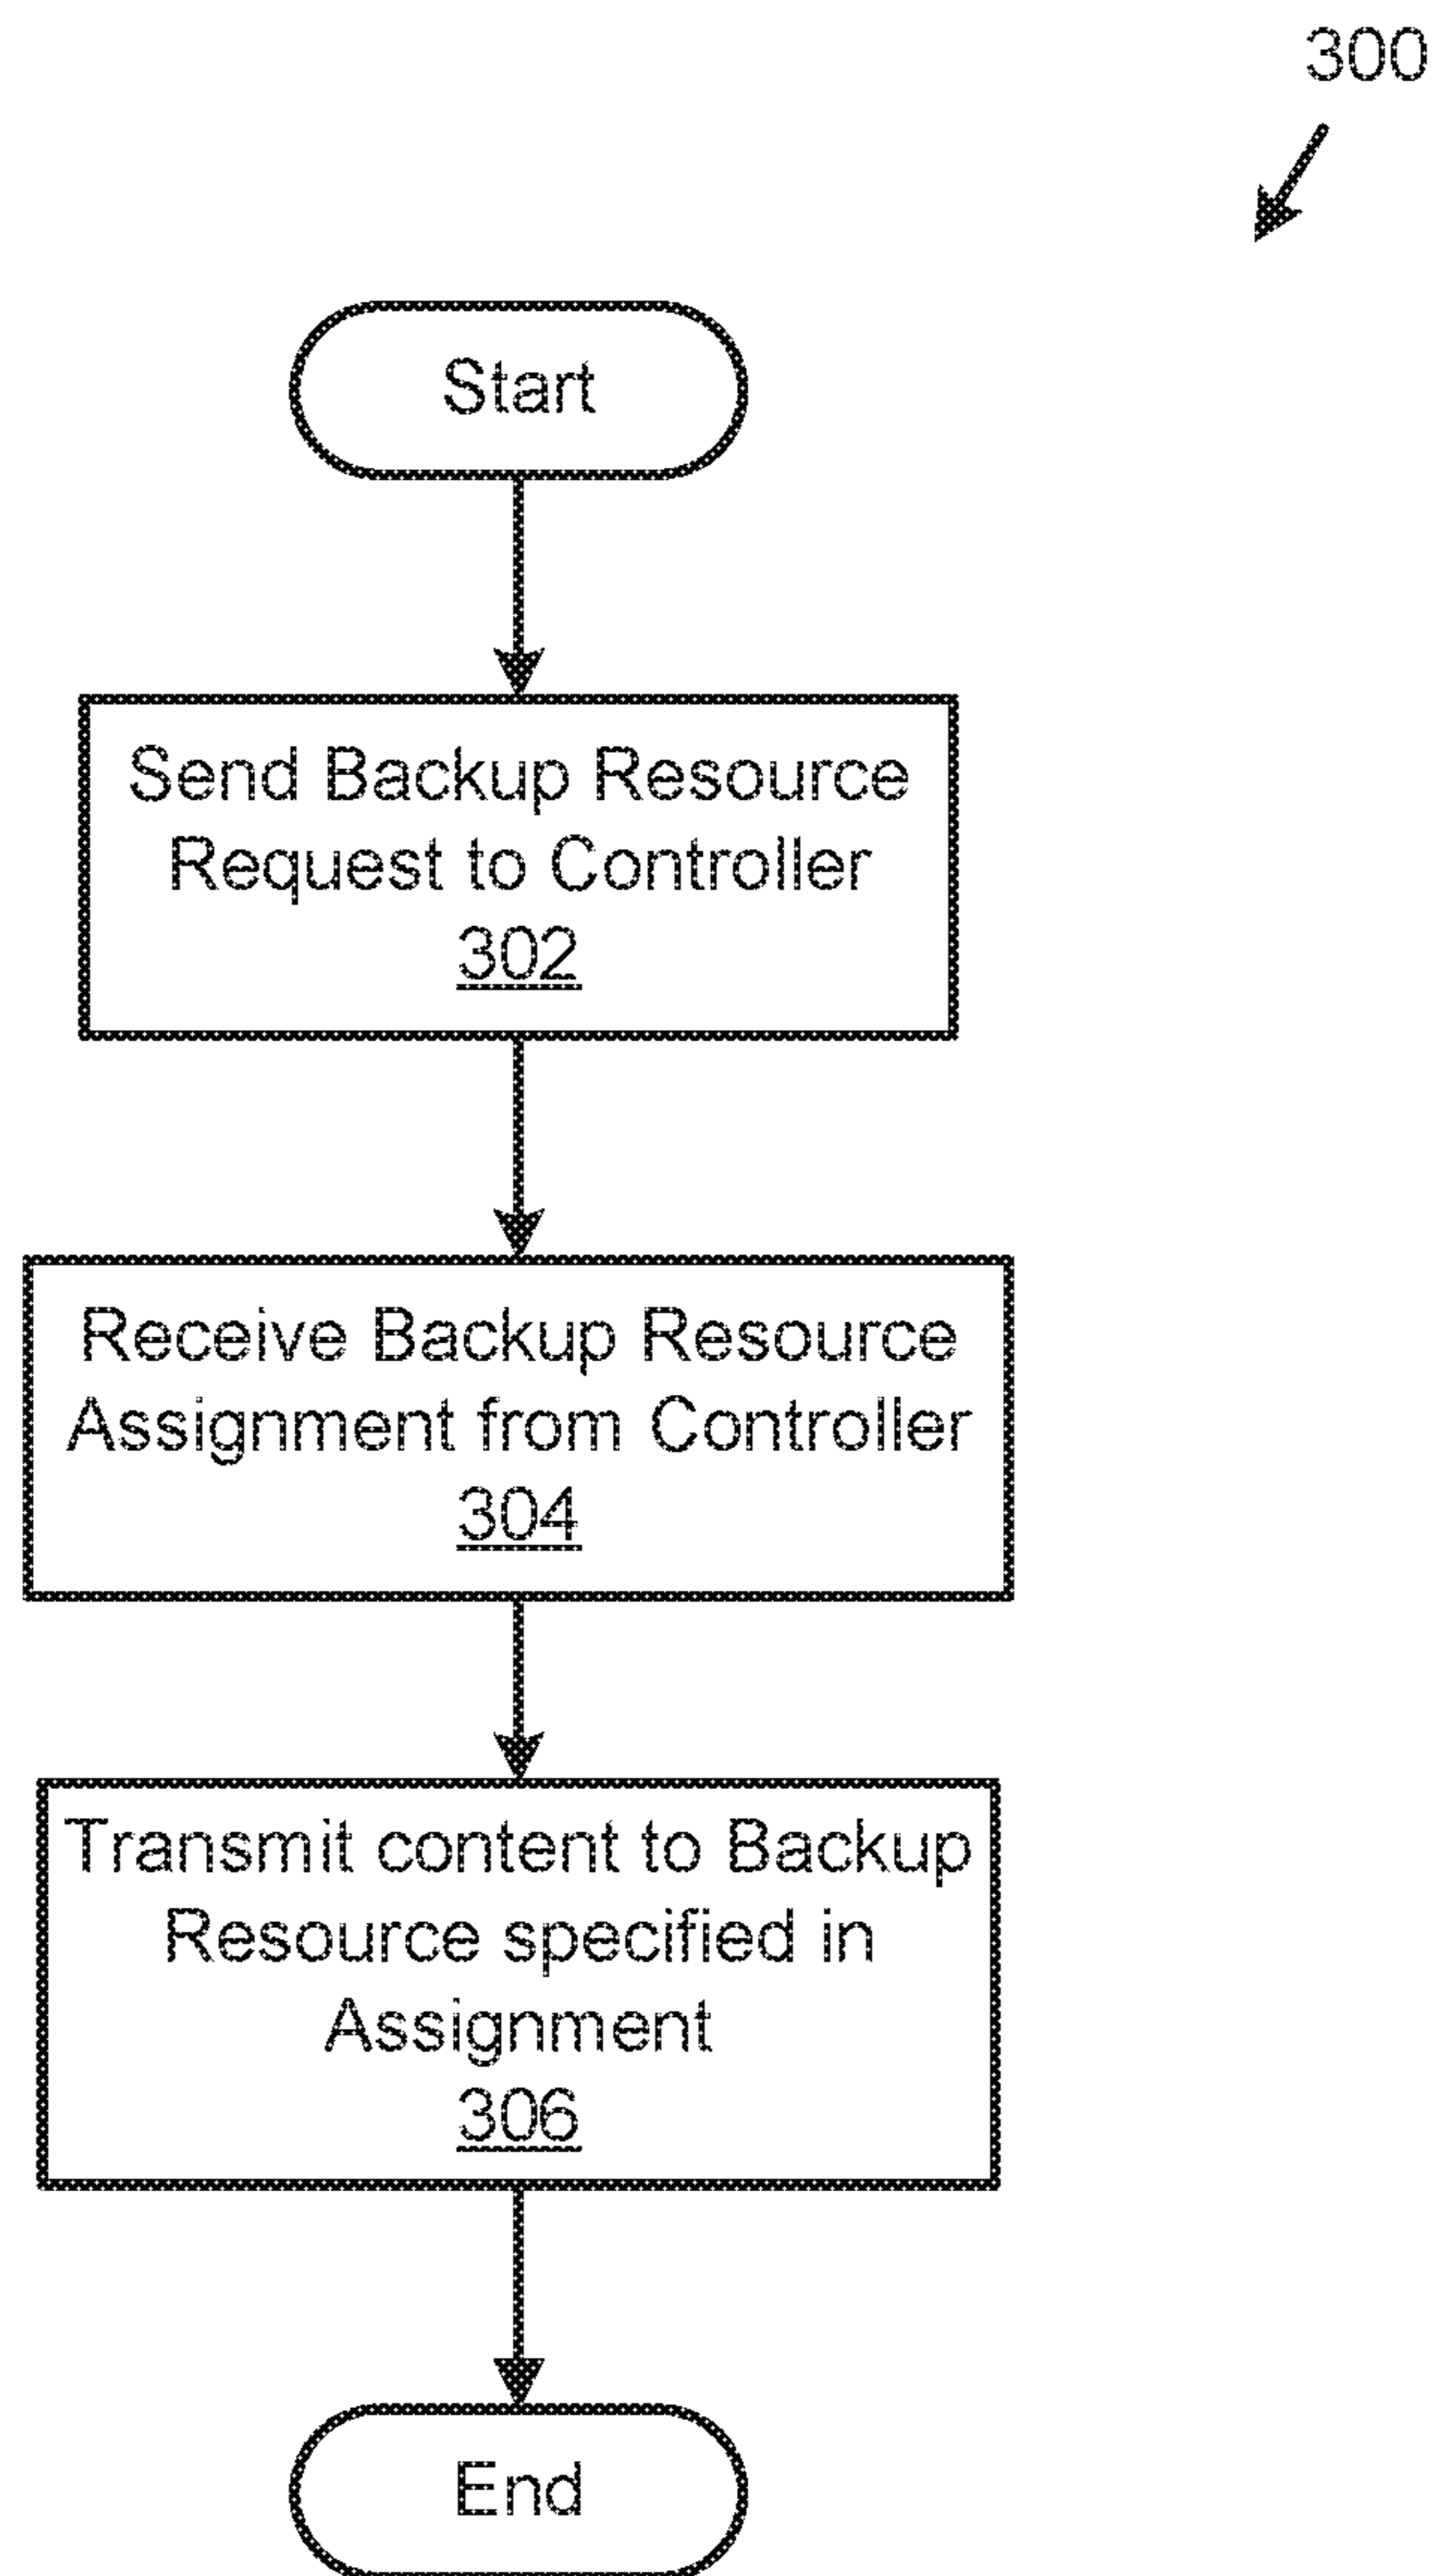 300
Start
Send Backup Resource
Request to Controller
302
Receive Backup Resource
Assignment from Controller
304
Transmit content to Backup
Resource specified in
Assignment
306
End